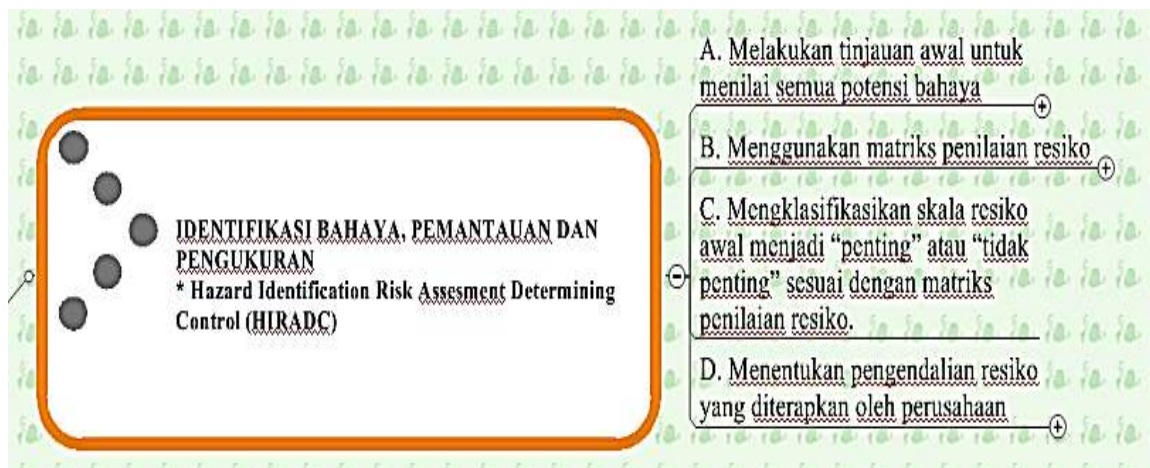 IDENTIFIKASI BAHAYA, PEMANTAUAN DAN
PENGUKURAN
* Hazard Identification Risk Assesment Determining
Control (HIRADC)
A. Melakukan tinjauan awal untuk
menilai semua potensi bahaya
B. Menggunakan matriks penilaian resiko
C. Mengklasifikasikan skala resiko
awal menjadi “penting” atau “tidak
penting” sesuai dengan matriks
penilaian resiko.
D. Menentukan pengendalian resiko
yang diterapkan oleh perusahaan